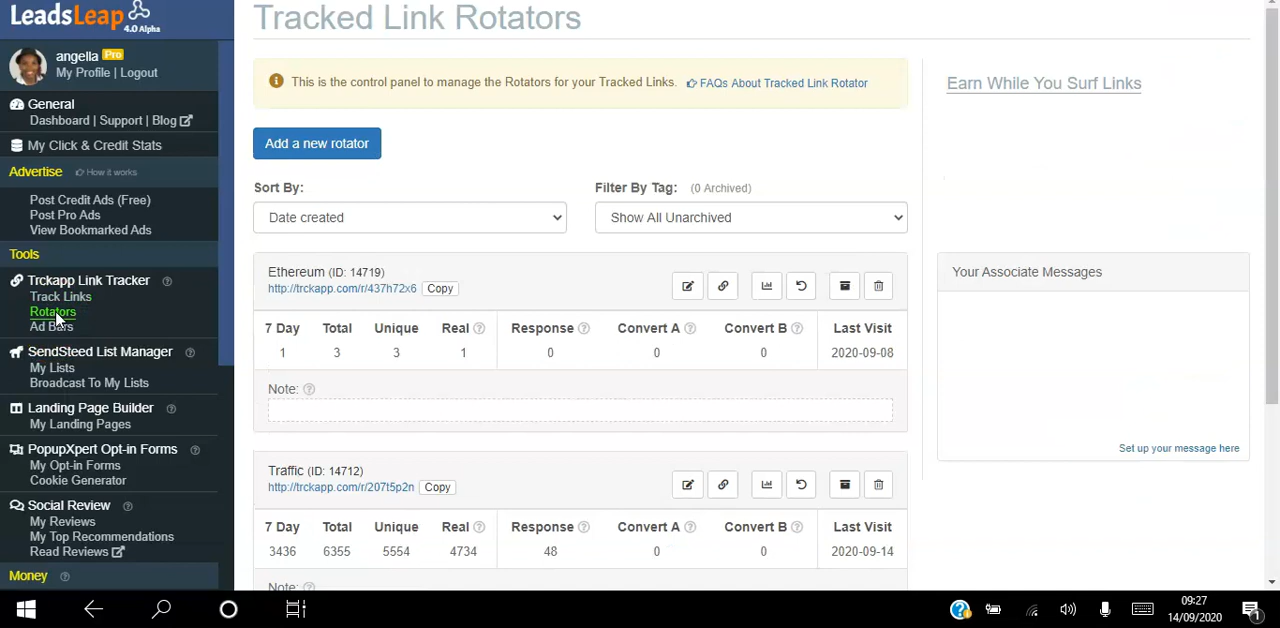 LeadsLeap
4.0 Alpha
angella Pro
My Profile | Logout
General
Dashboard | Support | Blog
My Click & Credit Stats
Advertise How it works
Post Credit Ads (Free)
Post Pro Ads
View Bookmarked Ads
Tools
Trckapp Link Tracker
Track Links
Rotators
Ad Bars
SendSteed List Manager
My Lists
Broadcast To My Lists
Landing Page Builder
My Landing Pages
PopupXpert Opt-in Forms
My Opt-in Forms
Cookie Generator
Social Review
My Reviews
My Top Recommendations
Read Reviews
Money
Tracked Link Rotators
This is the control panel to manage the Rotators for your Tracked Links. FAQs About Tracked Link Rotator
Add a new rotator
Sort By: Filter By Tag: (0 Archived)
Date created Show All Unarchived
Ethereum (ID: 14719)
http://trckapp.com/r/437h72x6 Copy
7 Day Total Unique Real Response Convert A Convert B Last Visit
1 3 3 1 0 0 0 2020-09-08
Note:
Traffic (ID: 14712)
http://trckapp.com/r/207t5p2n Copy
7 Day Total Unique Real Response Convert A Convert B Last Visit
3436 6355 5554 4734 48 0 0 2020-09-14
Note:
Earn While You Surf Links
Your Associate Messages
Set up your message here
09:27
14/09/2020
1